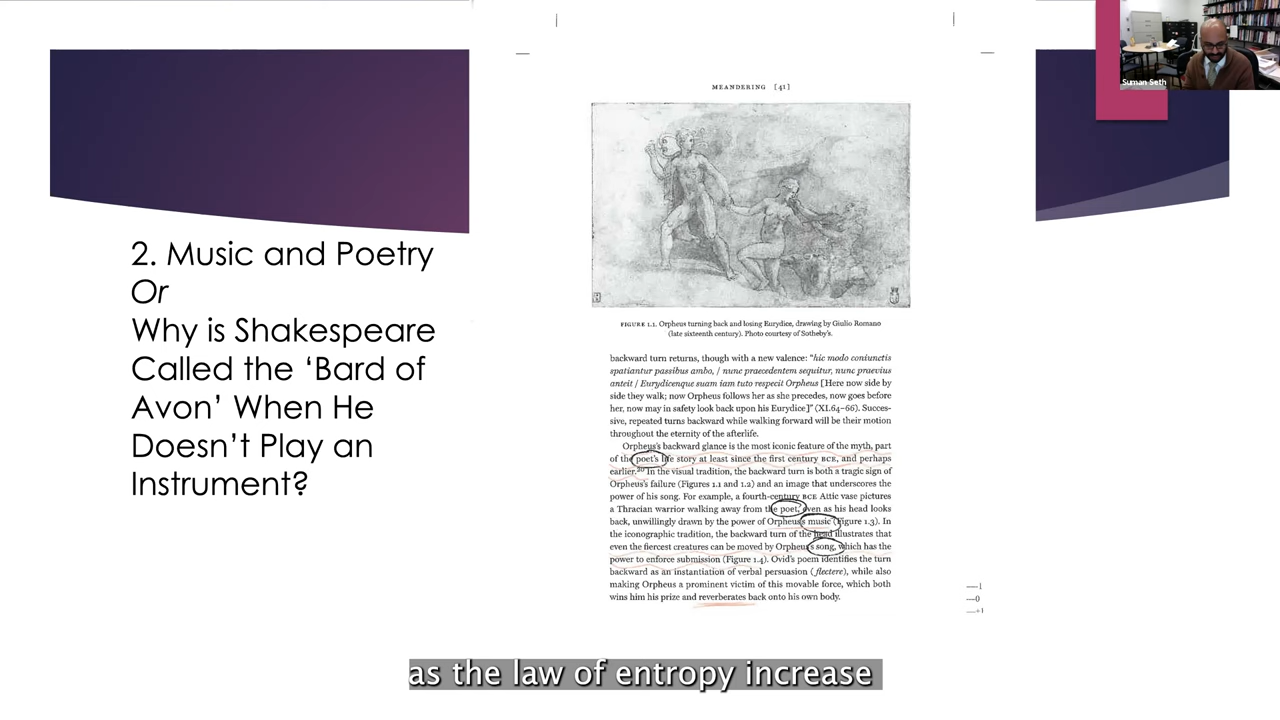 Suman Seth
2. Music and Poetry
Or
Why is Shakespeare
Called the ‘Bard of
Avon’ When He
Doesn’t Play an
Instrument?
MEANDERING [41]
FIGURE 1.1. Orpheus turning back and losing Eurydice, drawing by Giulio Romano
(late sixteenth century). Photo courtesy of Sotheby’s.
backward turn returns, though with a new valence: “hic modo coniunctis
spatiantur passibus ambo, / nunc praecedentem sequitur, nunc praevius
anteit / Eurydicenque suam iam tuto respicit Orpheus [Here now side by
side they walk; now Orpheus follows her as she precedes, now goes before
her, now may in safety look back upon his Eurydice]” (XI.64–66). Succes-
sive, repeated turns backward while walking forward will be their motion
throughout the eternity of the afterlife.
Orpheus’s backward glance is the most iconic feature of the myth, part
of the poet’s life story at least since the first century BCE, and perhaps
earlier.²⁰ In the visual tradition, the backward turn is both a tragic sign of
Orpheus’s failure (Figures 1.1 and 1.2) and an image that underscores the
power of his song. For example, a fourth-century BCE Attic vase pictures
a Thracian warrior walking away from the poet, even as his head looks
back, unwillingly drawn by the power of Orpheus’s music (Figure 1.3). In
the iconographic tradition, the backward turn of the head illustrates that
even the fiercest creatures can be moved by Orpheus’s song, which has the
power to enforce submission (Figure 1.4). Ovid’s poem identifies the turn
backward as an instantiation of verbal persuasion (flectere), while also
making Orpheus a prominent victim of this movable force, which both
wins him his prize and reverberates back onto his own body.
—1
—0
—+1
as the law of entropy increase